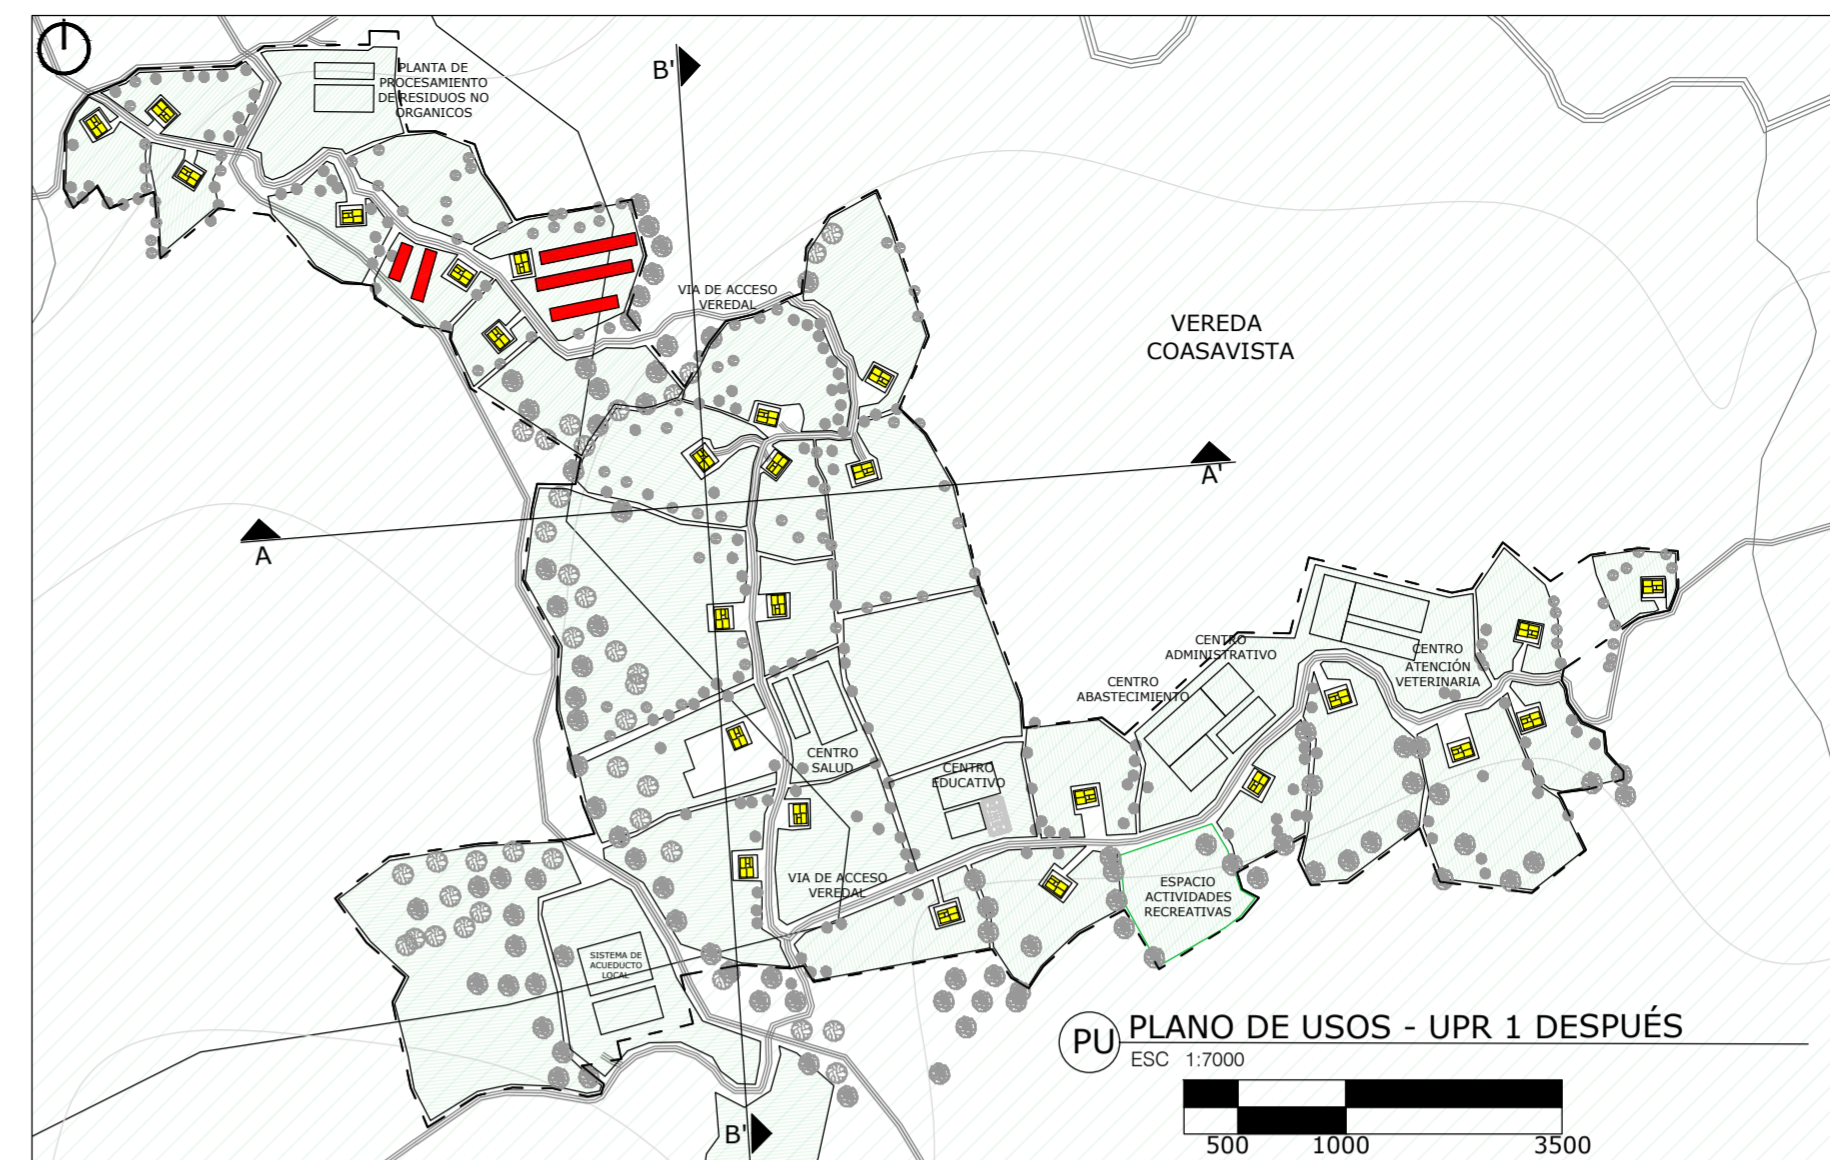 B'
PLANTA DE
PROCESAMIENTO
DE RESIDUOS NO
ORGANICOS
VIA DE ACCESO
VEREDAL
VEREDA
COASAVISTA
A'
A
CENTRO
ADMINISTRATIVO
CENTRO
ABASTECIMIENTO
CENTRO
ATENCIÓN
VETERINARIA
CENTRO
SALUD
CENTRO
EDUCATIVO
VIA DE ACCESO
VEREDAL
ESPACIO
ACTIVIDADES
RECREATIVAS
SISTEMA DE
ACUEDUCTO
LOCAL
PU
PLANO DE USOS - UPR 1 DESPUÉS
ESC 1:7000
B'
500 1000 3500